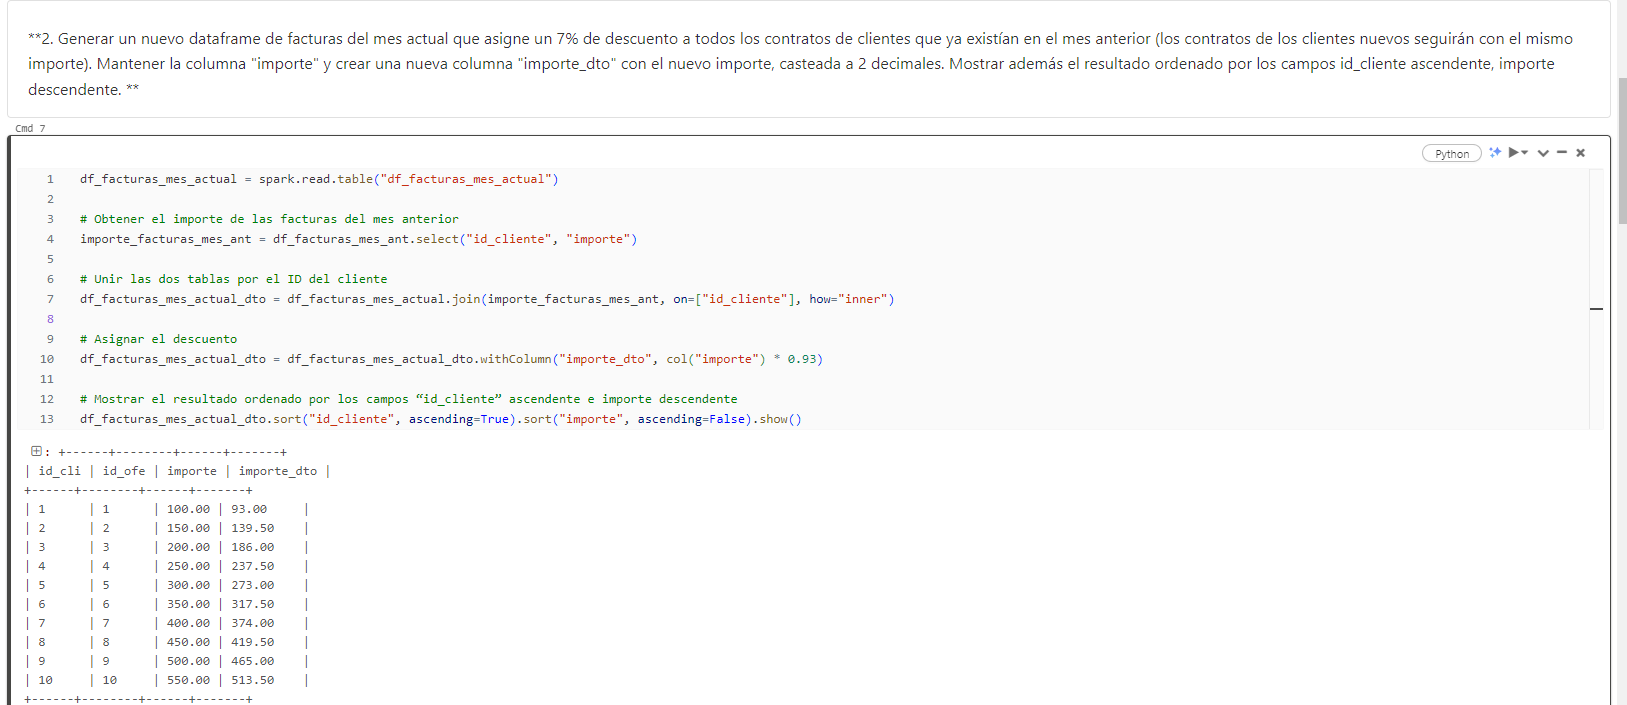 **2. Generar un nuevo dataframe de facturas del mes actual que asigne un 7% de descuento a todos los contratos de clientes que ya existían en el mes anterior (los contratos de los clientes nuevos seguirán con el mismo
importe). Mantener la columna "importe" y crear una nueva columna "importe_dto" con el nuevo importe, casteada a 2 decimales. Mostrar además el resultado ordenado por los campos id_cliente ascendente, importe
descendente. **
Cmd 7
Python
1 df_facturas_mes_actual = spark.read.table("df_facturas_mes_actual")
2
3 # Obtener el importe de las facturas del mes anterior
4 importe_facturas_mes_ant = df_facturas_mes_ant.select("id_cliente", "importe")
5
6 # Unir las dos tablas por el ID del cliente
7 df_facturas_mes_actual_dto = df_facturas_mes_actual.join(importe_facturas_mes_ant, on=["id_cliente"], how="inner")
8
9 # Asignar el descuento
10 df_facturas_mes_actual_dto = df_facturas_mes_actual_dto.withColumn("importe_dto", col("importe") * 0.93)
11
12 # Mostrar el resultado ordenado por los campos “id_cliente” ascendente e importe descendente
13 df_facturas_mes_actual_dto.sort("id_cliente", ascending=True).sort("importe", ascending=False).show()
: +------+--------+------+-------+
| id_cli | id_ofe | importe | importe_dto |
+------+--------+------+-------+
| 1 | 1 | 100.00 | 93.00 |
| 2 | 2 | 150.00 | 139.50 |
| 3 | 3 | 200.00 | 186.00 |
| 4 | 4 | 250.00 | 237.50 |
| 5 | 5 | 300.00 | 273.00 |
| 6 | 6 | 350.00 | 317.50 |
| 7 | 7 | 400.00 | 374.00 |
| 8 | 8 | 450.00 | 419.50 |
| 9 | 9 | 500.00 | 465.00 |
| 10 | 10 | 550.00 | 513.50 |
+------+--------+------+-------+